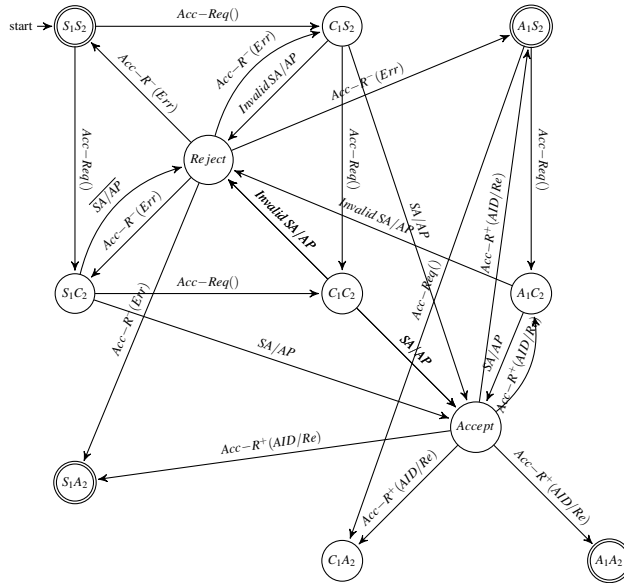 start
S₁S₂
Acc−Req()
C₁S₂
A₁S₂
Acc−R⁻(Err)
Acc−R⁻(Err)
Invalid SA/AP
Acc−R⁻(Err)
Acc−Req()
Reject
Acc−Req()
Acc−Req()
S̅A̅/̅A̅P̅
Acc−R⁻(Err)
Invalid SA/AP
SA/AP
Acc−R⁺(AID/Re)
Invalid SA/AP
Acc−Req()
S₁C₂
Acc−Req()
C₁C₂
A₁C₂
Acc−R⁻(Err)
SA/AP
SA/AP
SA/AP
Acc−R⁺(AID/Re)
Accept
Acc−R⁺(AID/Re)
S₁A₂
Acc−R⁺(AID/Re)
Acc−R⁺(AID/Re)
C₁A₂
A₁A₂